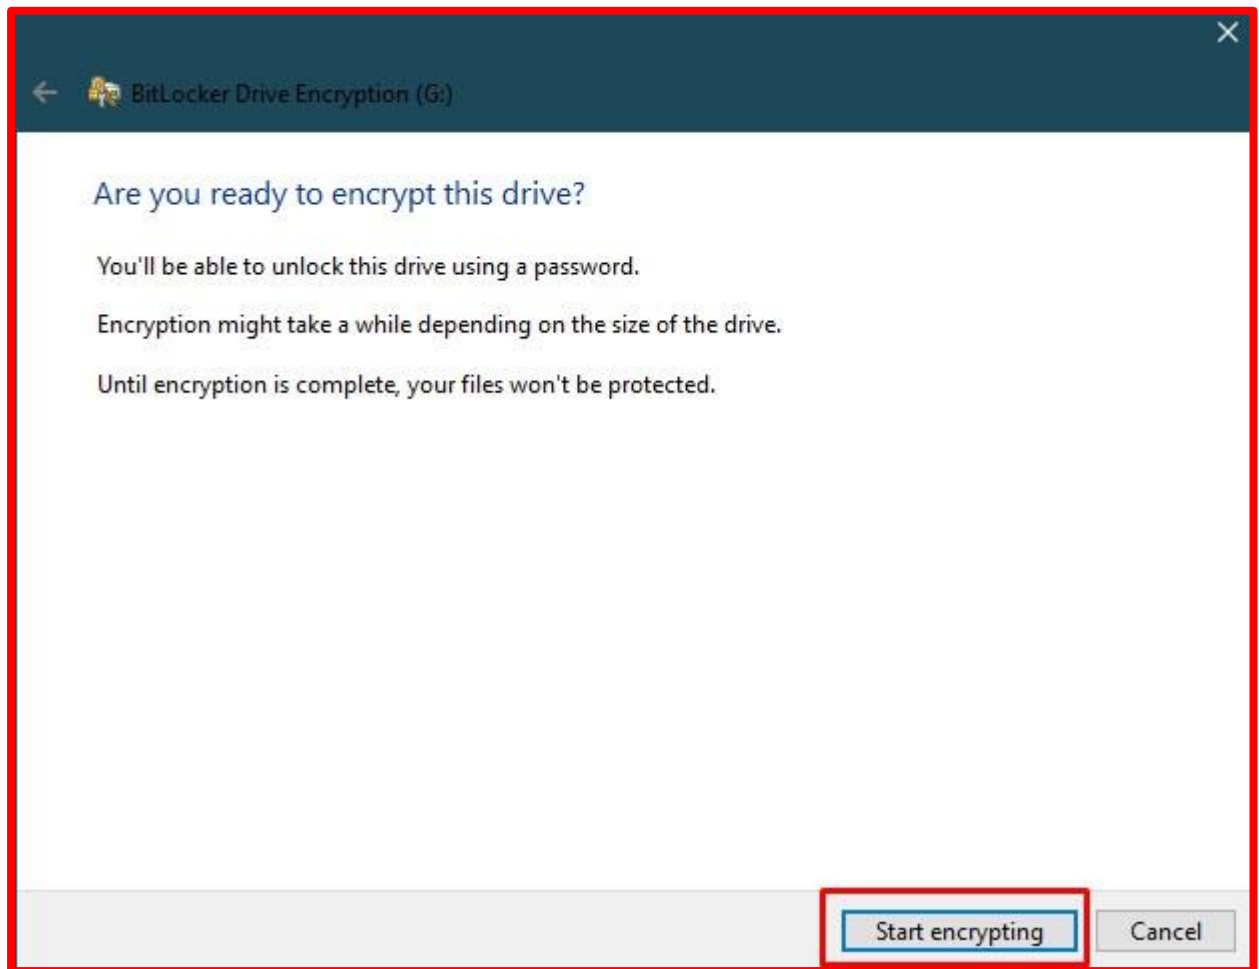 BitLocker Drive Encryption (G:)
Are you ready to encrypt this drive?
You'll be able to unlock this drive using a password.
Encryption might take a while depending on the size of the drive.
Until encryption is complete, your files won't be protected.
Start encrypting Cancel